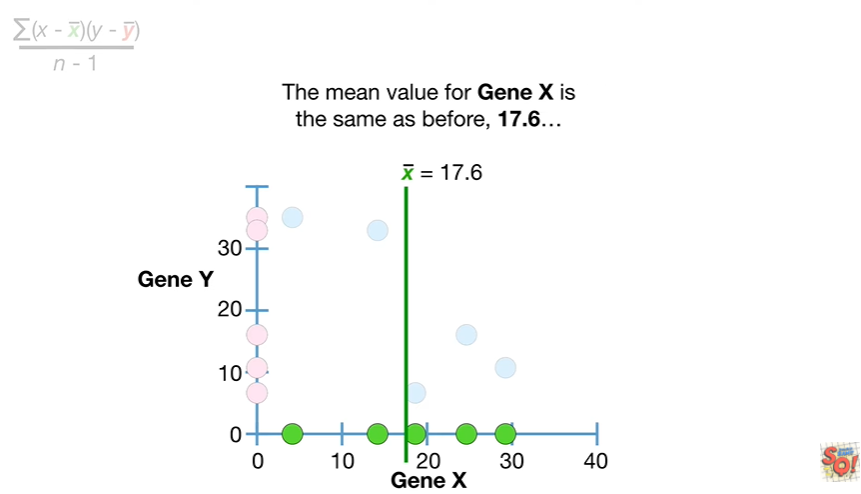 ∑(x - x̄)(y - ȳ)
n - 1
The mean value for Gene X is
the same as before, 17.6…
x̄ = 17.6
30
Gene Y
20
10
0
0 10 20 30 40
Gene X
SQ!